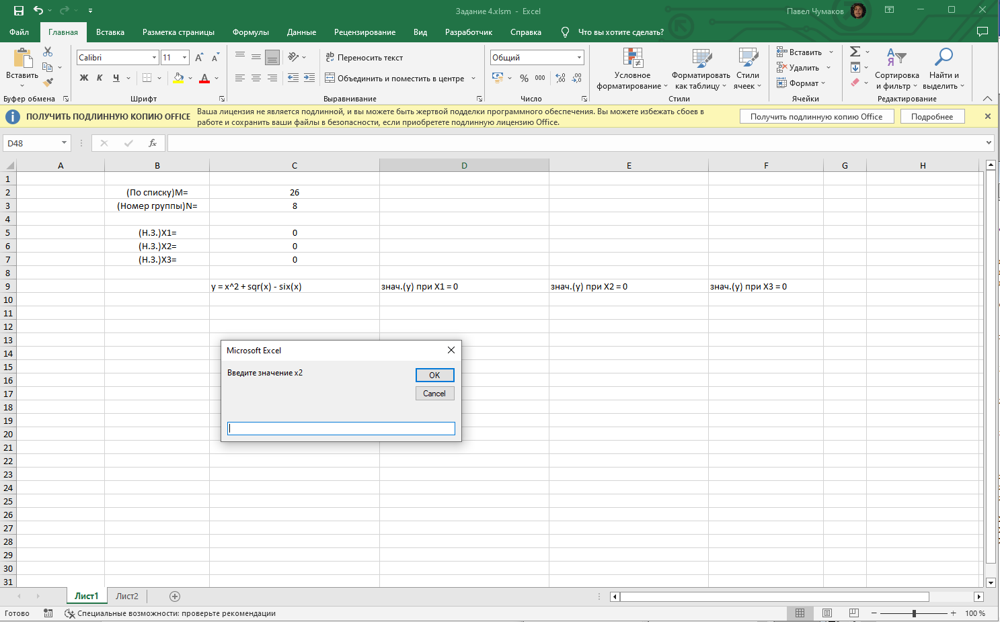 Задание 4.xlsm - Excel
Павел Чумаков
Файл Главная Вставка Разметка страницы Формулы Данные Рецензирование Вид Разработчик Справка Что вы хотите сделать?
Вставить
Буфер обмена
Calibri 11
Ж К Ч
Шрифт
Переносить текст
Объединить и поместить в центре
Выравнивание
Общий
% 000
Число
Условное форматирование
Форматировать как таблицу
Стили ячеек
Стили
Вставить
Удалить
Формат
Ячейки
Сортировка и фильтр
Найти и выделить
Редактирование
ПОЛУЧИТЬ ПОДЛИННУЮ КОПИЮ OFFICE
Ваша лицензия не является подлинной, и вы можете быть жертвой подделки программного обеспечения. Вы можете избежать сбоев в
работе и сохранить ваши файлы в безопасности, если приобретете подлинную лицензию Office.
Получить подлинную копию Office
Подробнее
D48
fx
A B C D E F G H
1
2 (По списку)M= 26
3 (Номер группы)N= 8
4
5 (Н.З.)X1= 0
6 (Н.З.)X2= 0
7 (Н.З.)X3= 0
8
9 y = x^2 + sqr(x) - six(x) знач.(y) при X1 = 0 знач.(y) при X2 = 0 знач.(y) при X3 = 0
10
11
12
13
14
15
16
17
18
19
20
21
22
23
24
25
26
27
28
29
30
31
Microsoft Excel
Введите значение x2
OK
Cancel
Лист1 Лист2
Готово
Специальные возможности: проверьте рекомендации
100 %